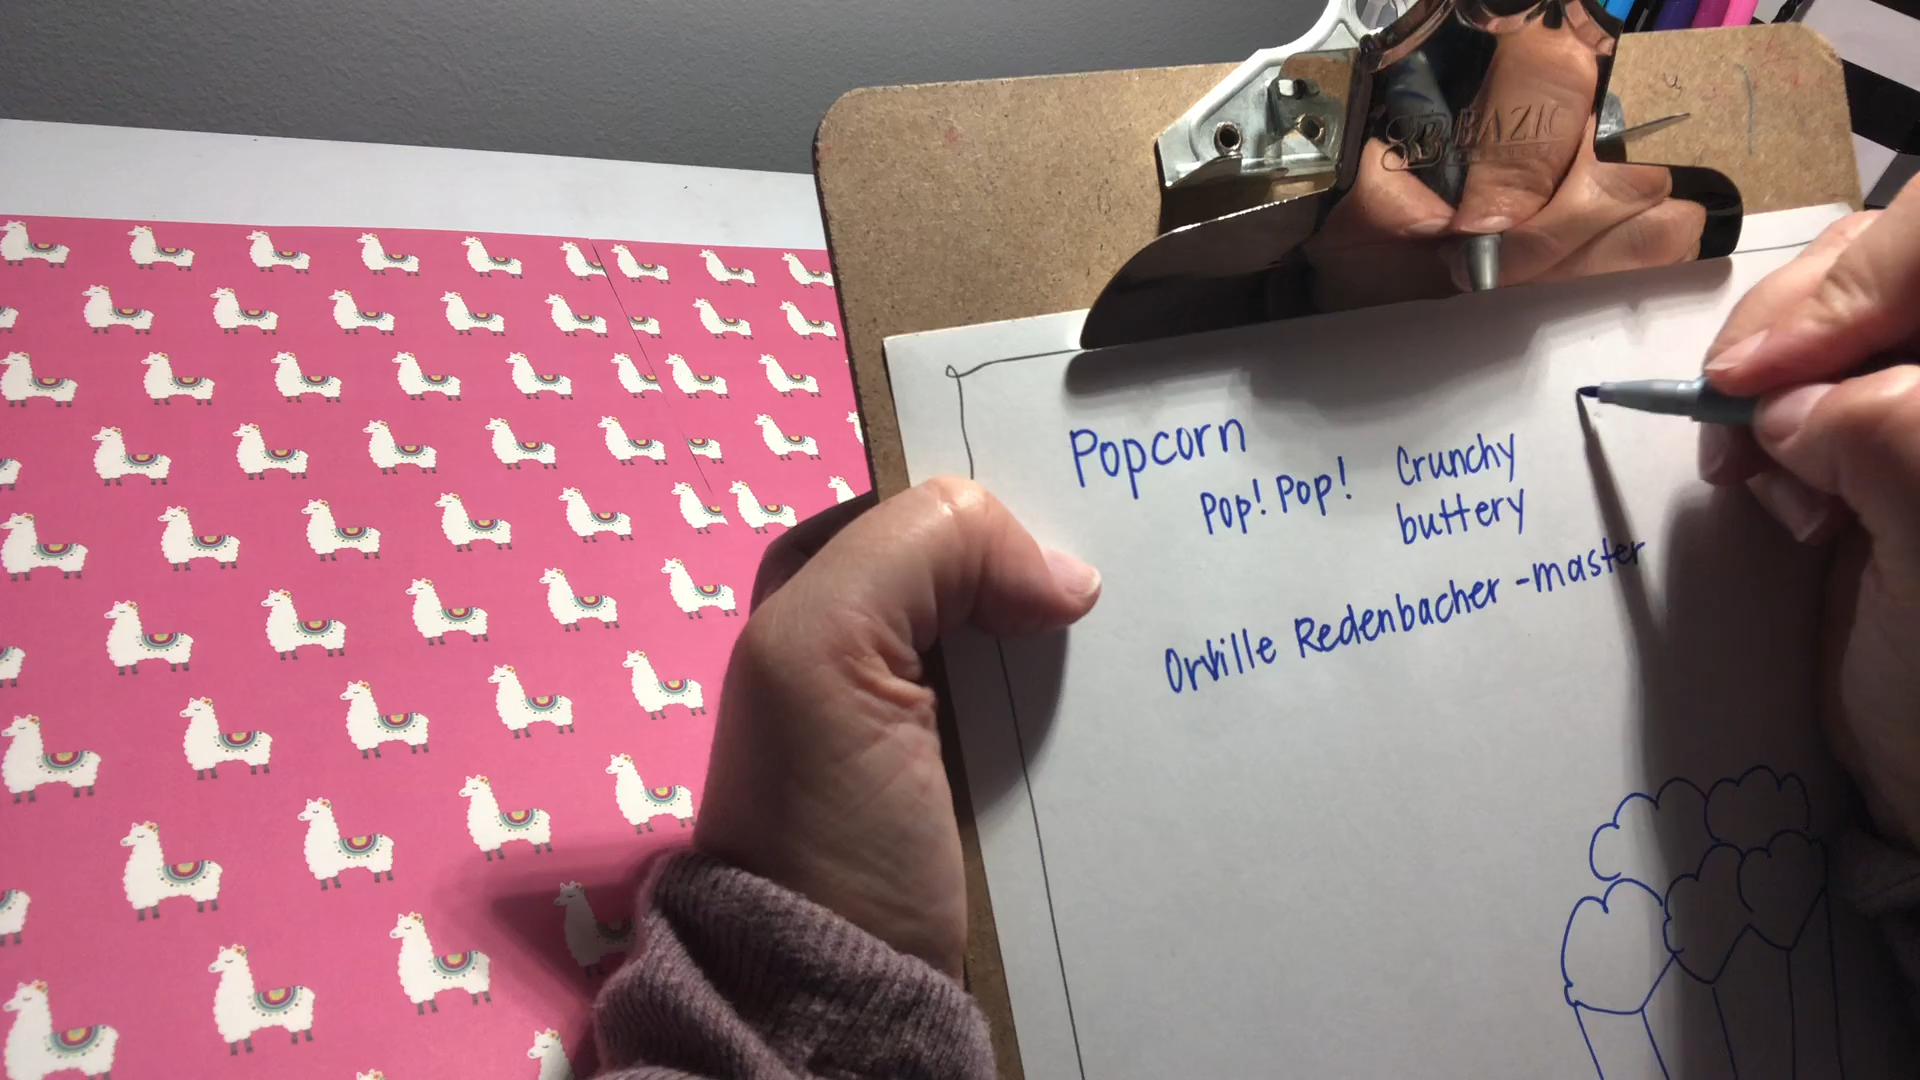 BAZIC
Popcorn
Pop! Pop!
Crunchy
buttery
Orville Redenbacher -master